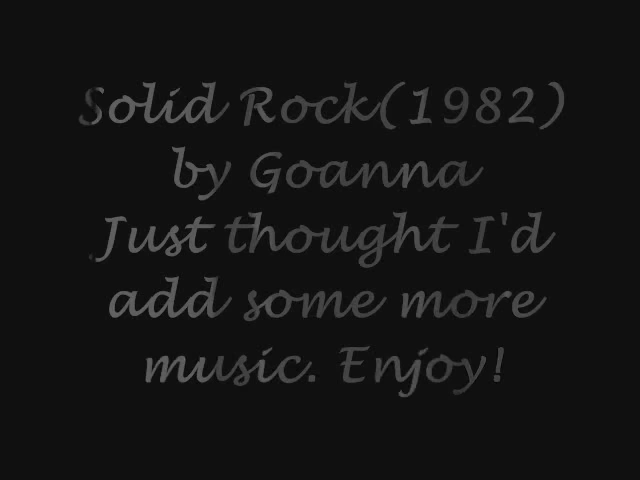 Solid Rock(1982)
by Goanna
Just thought I'd
add some more
music. Enjoy!